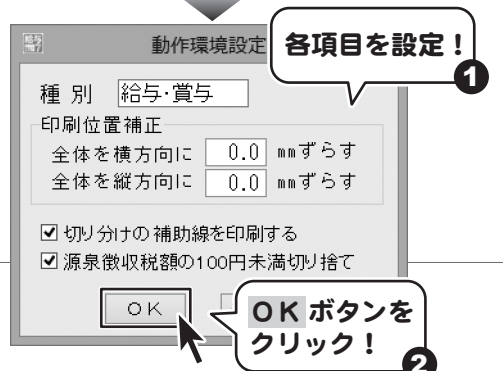 動作環境設定
各項目を設定！
1
種別 給与・賞与
印刷位置補正
全体を横方向に 0.0 mmずらす
全体を縦方向に 0.0 mmずらす
切り分けの補助線を印刷する
源泉徴収税額の100円未満切り捨て
OK
OKボタンを
クリック！
2